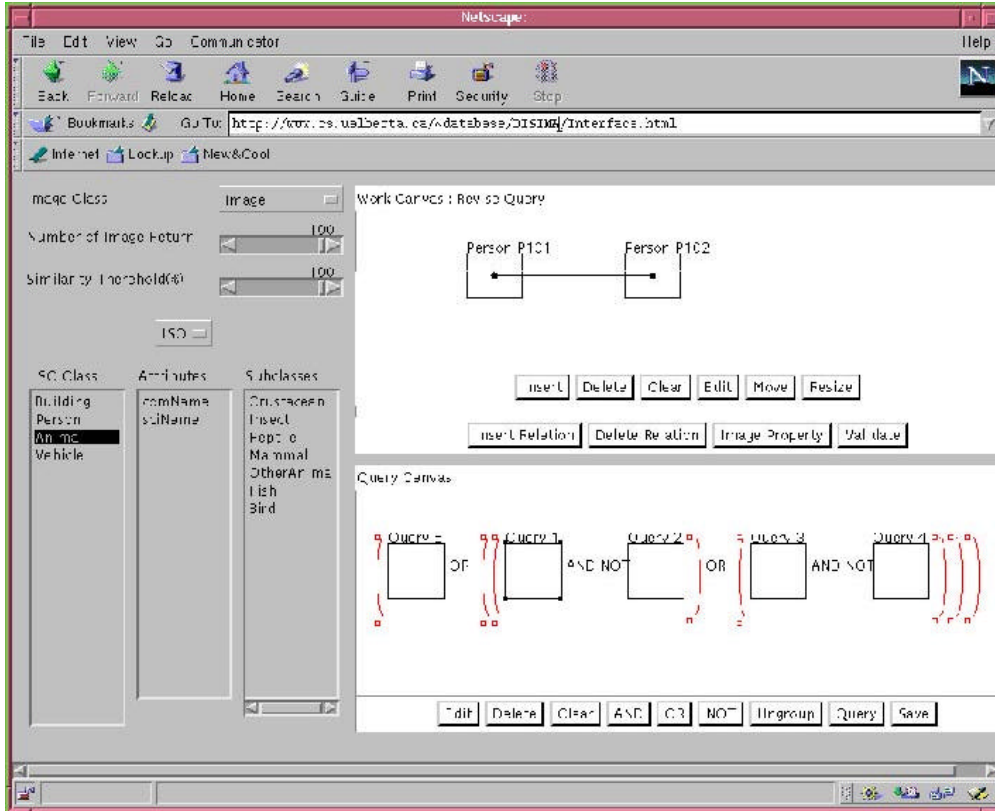 Netscape:
File Edit View Go Communicator Help
Back Forward Reload Home Search Guide Print Security Stop
Bookmarks Go To: http://www.cs.ualberta.ca/~database/DISIMA/Interface.html
Internet Lookup New&Cool
Image Class Image
Number of Image Return 100
Similarity Threshold(%) 100
ISO
SO Class Attributes Subclasses
Building
Person
Animal
Vehicle
comName
sciName
Crustacean
Insect
Reptile
Mammal
OtherAnima
Fish
Bird
Work Canvas : Revise Query
Person P101 Person P102
Insert Delete Clear Edit Move Resize
Insert Relation Delete Relation Image Property Validate
Query Canvas
( Query OR ( ( Query 1 AND NOT Query 2 ) OR ( Query 3 AND NOT Query 4 ) ) )
Edit Delete Clear AND OR NOT Ungroup Query Save